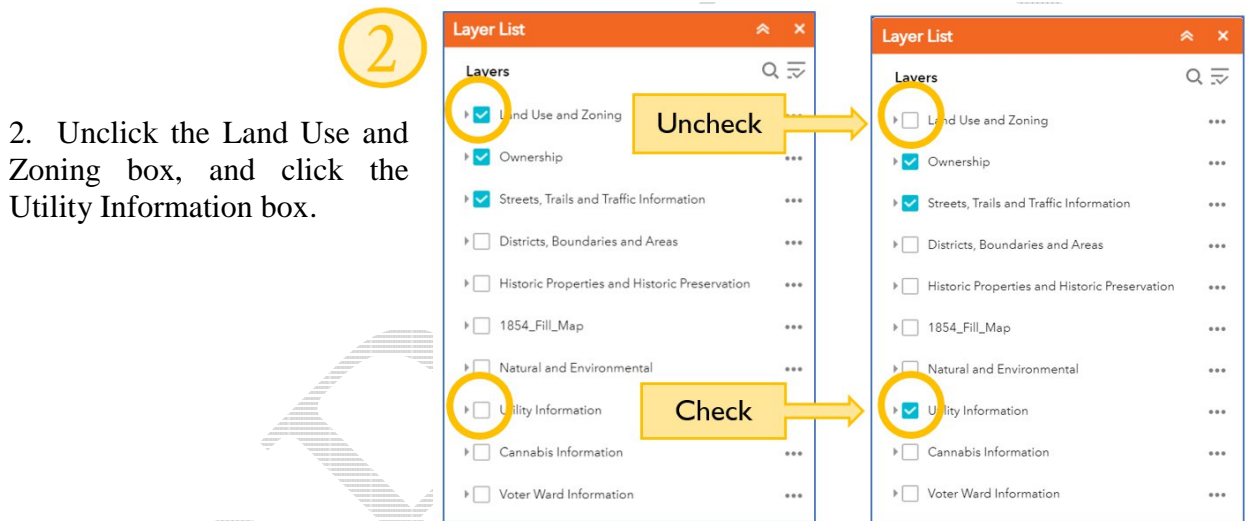 2
2. Unclick the Land Use and
Zoning box, and click the
Utility Information box.
Layer List
Layers
Land Use and Zoning
Ownership
Streets, Trails and Traffic Information
Districts, Boundaries and Areas
Historic Properties and Historic Preservation
1854_Fill_Map
Natural and Environmental
Utility Information
Cannabis Information
Voter Ward Information
Uncheck
Check
Layer List
Layers
Land Use and Zoning
Ownership
Streets, Trails and Traffic Information
Districts, Boundaries and Areas
Historic Properties and Historic Preservation
1854_Fill_Map
Natural and Environmental
Utility Information
Cannabis Information
Voter Ward Information